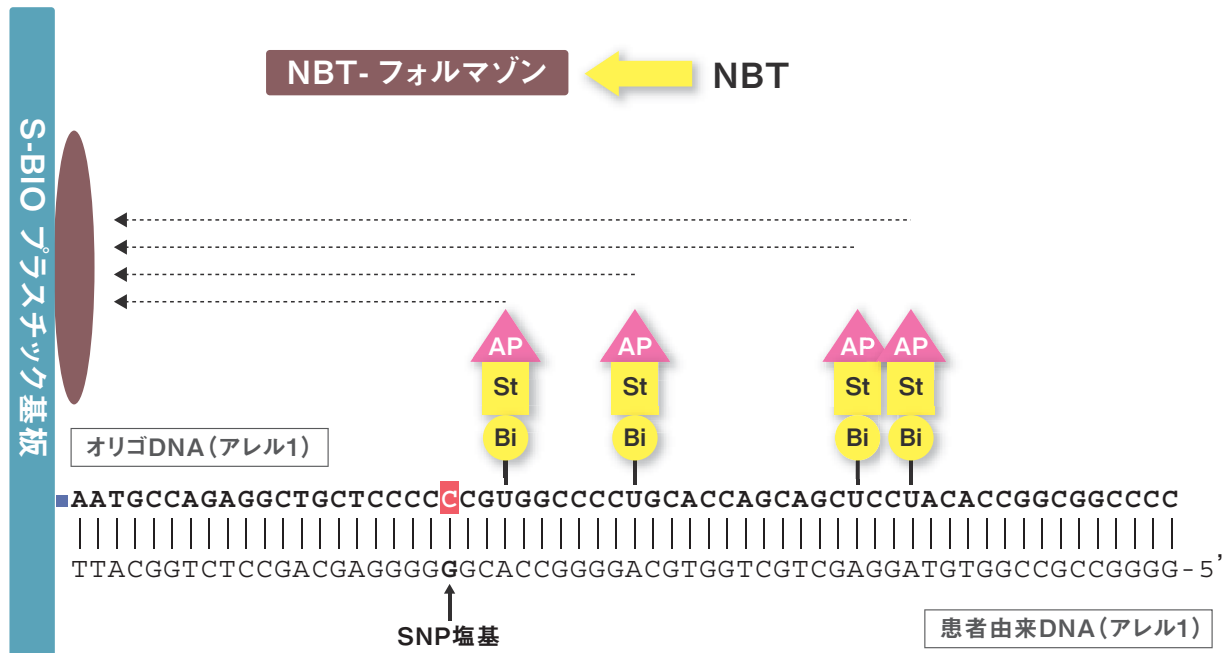 S-BIO プラスチック基板
NBT-フォルマゾン
NBT
AP
AP
AP
AP
St
St
St
St
Bi
Bi
Bi
Bi
オリゴDNA(アレル1)
AATGCCAGAGGCTGCTCCCCCCGUGGCCCCUGCACCAGCAGCUCCUACACCGGCGGCCCC
TTACGGTCTCCGACGAGGGGGGCACCGGGGACGTGGTCGTCGAGGATGTGGCCGCCGGGG-5'
SNP塩基
患者由来DNA(アレル1)